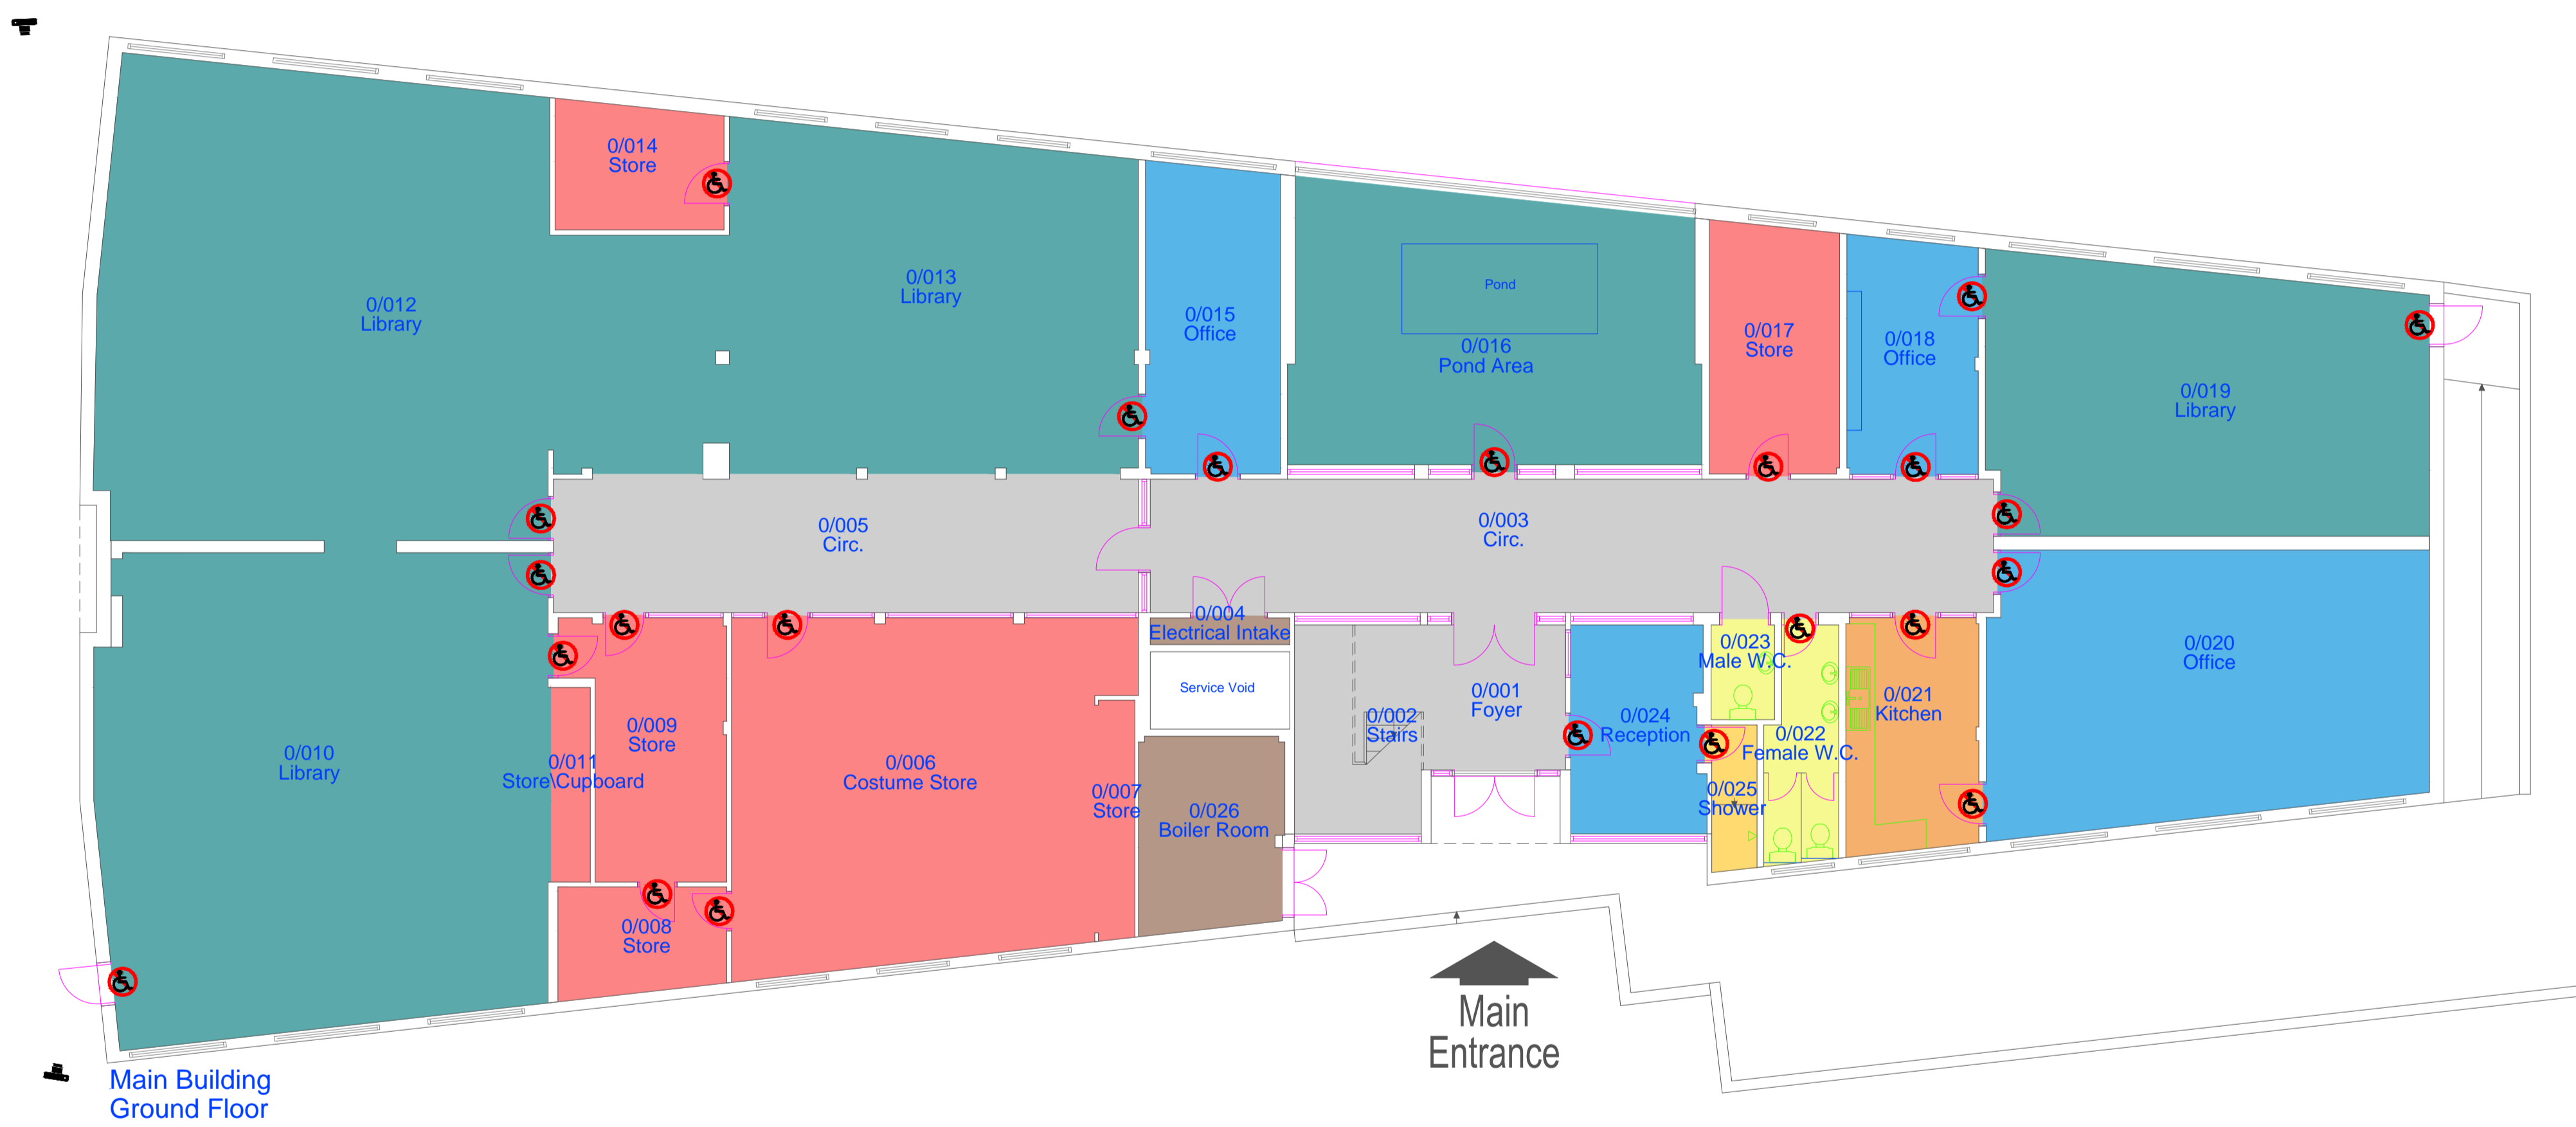 0/014
Store
0/013
Library
0/012
Library
0/015
Office
Pond
0/016
Pond Area
0/017
Store
0/018
Office
0/019
Library
0/005
Circ.
0/003
Circ.
0/004
Electrical Intake
Service Void
0/023
Male W.C.
0/020
Office
0/001
Foyer
0/002
Stairs
0/024
Reception
0/021
Kitchen
0/022
Female W.C.
0/009
Store
0/010
Library
0/011
Store\Cupboard
0/006
Costume Store
0/007
Store
0/026
Boiler Room
0/025
Shower
0/008
Store
Main
Entrance
Main Building
Ground Floor